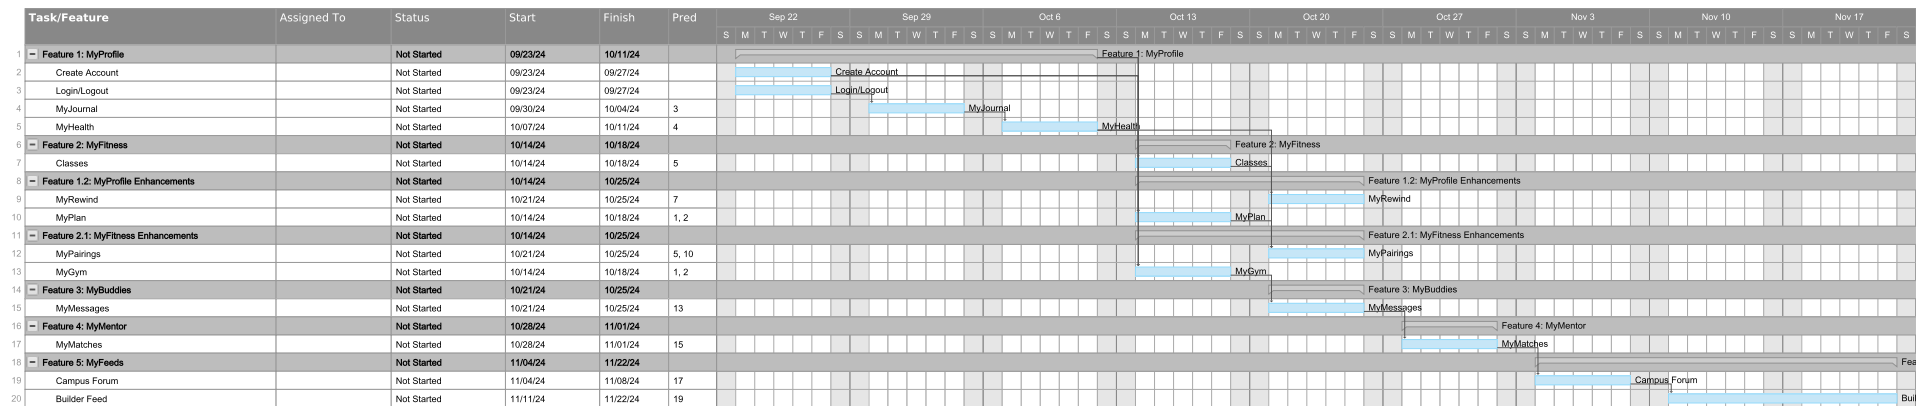 Task/Feature Assigned To Status Start Finish Pred Sep 22 Sep 29 Oct 6 Oct 13 Oct 20 Oct 27 Nov 3 Nov 10 Nov 17
S M T W T F S S M T W T F S S M T W T F S S M T W T F S S M T W T F S S M T W T F S S M T W T F S S M T W T F S S M T W T F S
1 Feature 1: MyProfile Not Started 09/23/24 10/11/24 Feature 1: MyProfile
2 Create Account Not Started 09/23/24 09/27/24 Create Account
3 Login/Logout Not Started 09/23/24 09/27/24 Login/Logout
4 MyJournal Not Started 09/30/24 10/04/24 3 MyJournal
5 MyHealth Not Started 10/07/24 10/11/24 4 MyHealth
6 Feature 2: MyFitness Not Started 10/14/24 10/18/24 Feature 2: MyFitness
7 Classes Not Started 10/14/24 10/18/24 5 Classes
8 Feature 1.2: MyProfile Enhancements Not Started 10/14/24 10/25/24 Feature 1.2: MyProfile Enhancements
9 MyRewind Not Started 10/21/24 10/25/24 7 MyRewind
10 MyPlan Not Started 10/14/24 10/18/24 1, 2 MyPlan
11 Feature 2.1: MyFitness Enhancements Not Started 10/14/24 10/25/24 Feature 2.1: MyFitness Enhancements
12 MyPairings Not Started 10/21/24 10/25/24 5, 10 MyPairings
13 MyGym Not Started 10/14/24 10/18/24 1, 2 MyGym
14 Feature 3: MyBuddies Not Started 10/21/24 10/25/24 Feature 3: MyBuddies
15 MyMessages Not Started 10/21/24 10/25/24 13 MyMessages
16 Feature 4: MyMentor Not Started 10/28/24 11/01/24 Feature 4: MyMentor
17 MyMatches Not Started 10/28/24 11/01/24 15 MyMatches
18 Feature 5: MyFeeds Not Started 11/04/24 11/22/24 Fea
19 Campus Forum Not Started 11/04/24 11/08/24 17 Campus Forum
20 Builder Feed Not Started 11/11/24 11/22/24 19 Buil